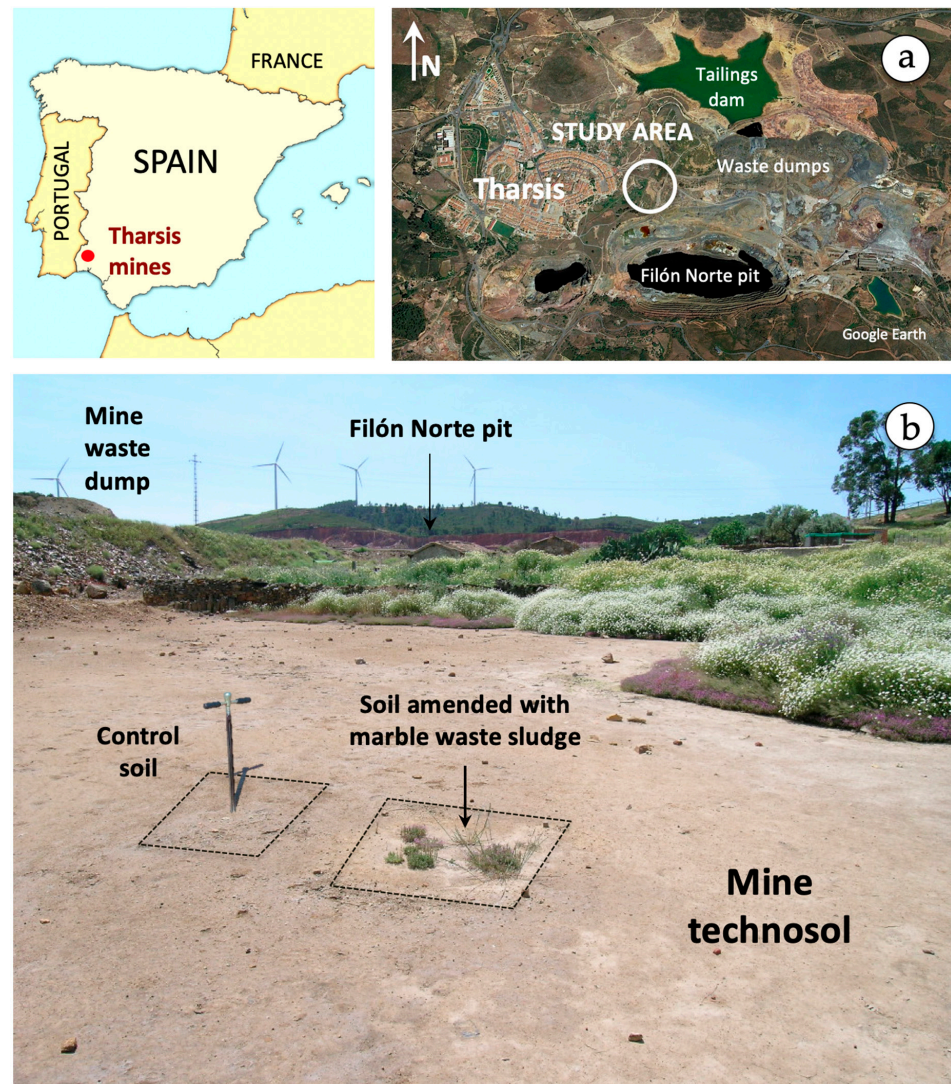 FRANCE
PORTUGAL
SPAIN
Tharsis
mines
N
a
Tailings
dam
STUDY AREA
Waste dumps
Tharsis
Filón Norte pit
Google Earth
b
Mine
waste
dump
Filón Norte pit
Control
soil
Soil amended with
marble waste sludge
Mine
technosol